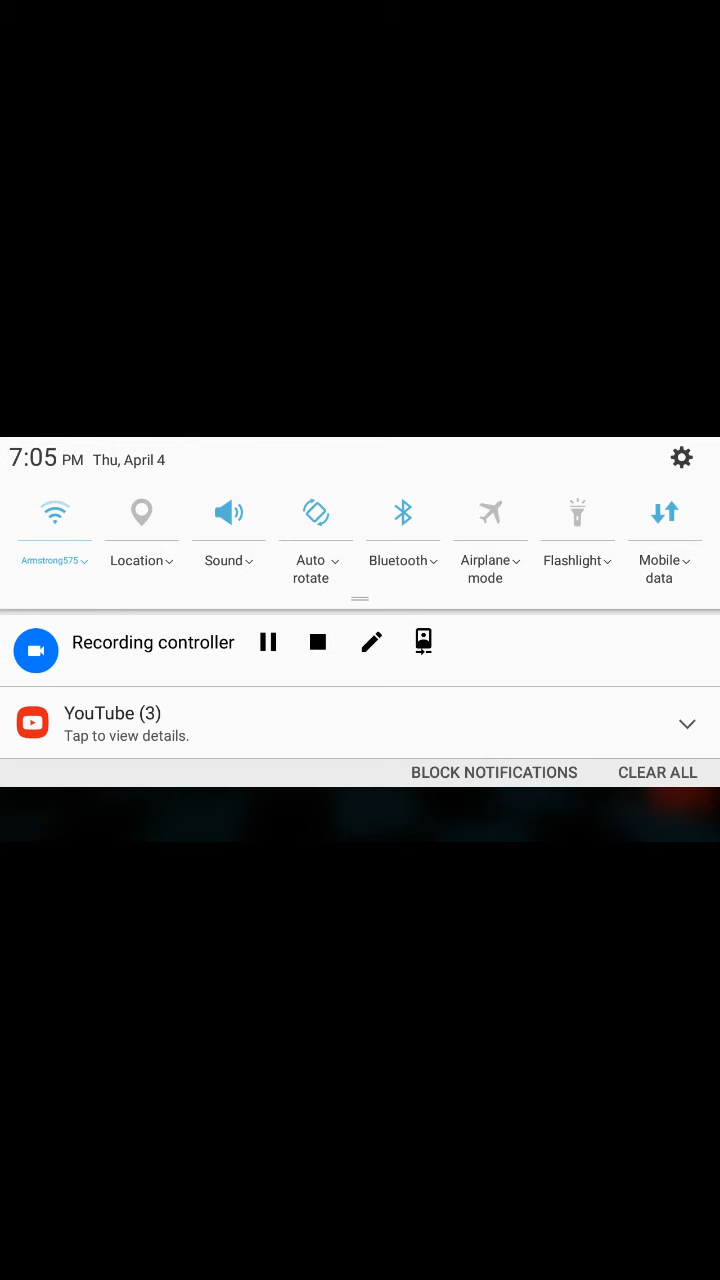 7:05 PM Thu, April 4
Armstrong575
Location
Sound
Auto
rotate
Bluetooth
Airplane
mode
Flashlight
Mobile
data
Recording controller
YouTube (3)
Tap to view details.
BLOCK NOTIFICATIONS CLEAR ALL